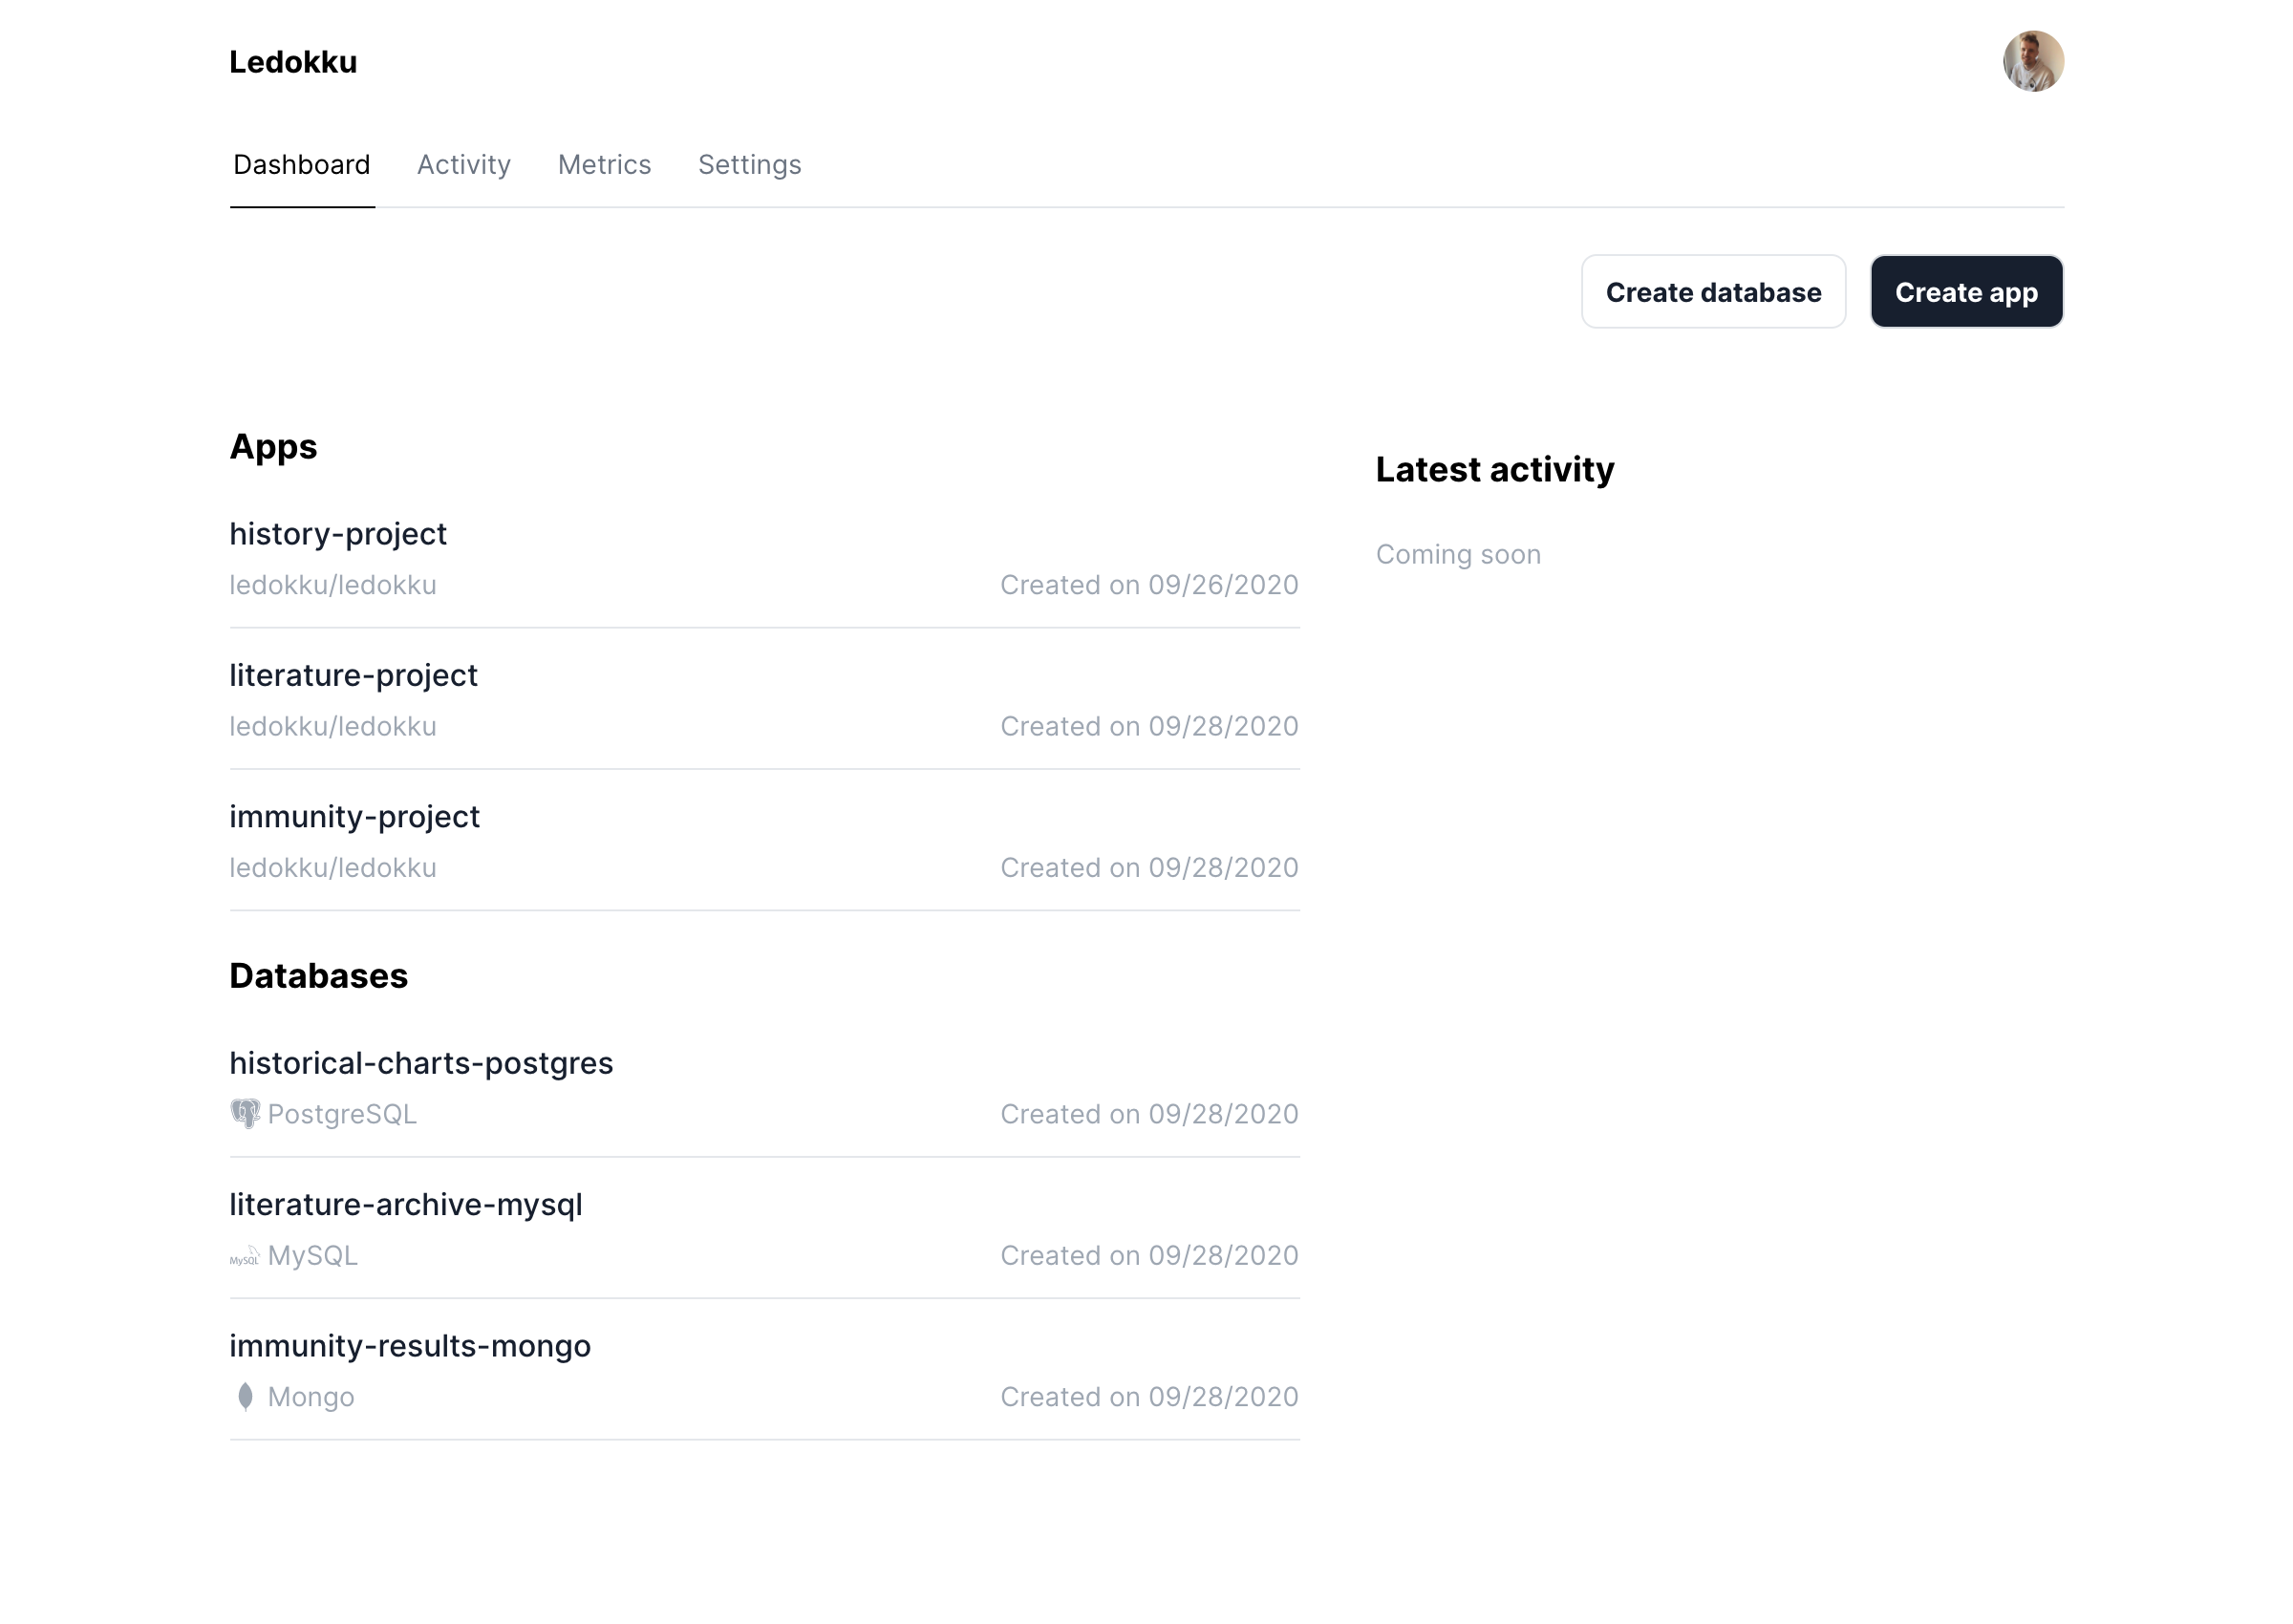 Ledokku
Dashboard Activity Metrics Settings
Create database Create app
Apps
history-project
ledokku/ledokku Created on 09/26/2020
literature-project
ledokku/ledokku Created on 09/28/2020
immunity-project
ledokku/ledokku Created on 09/28/2020
Databases
historical-charts-postgres
PostgreSQL Created on 09/28/2020
literature-archive-mysql
MySQL MySQL Created on 09/28/2020
immunity-results-mongo
Mongo Created on 09/28/2020
Latest activity
Coming soon